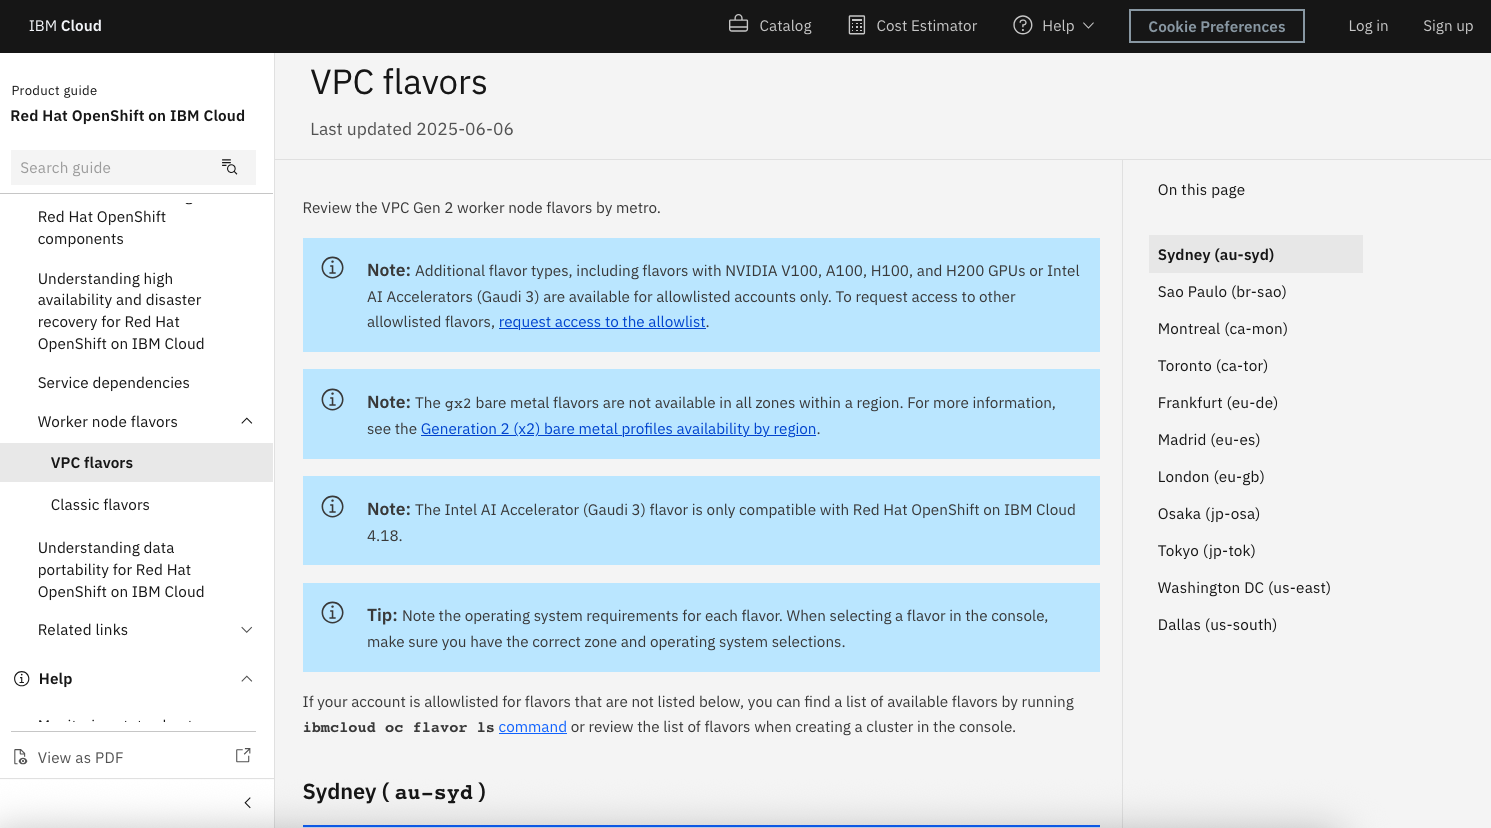 IBM Cloud
Catalog
Cost Estimator
Help
Cookie Preferences
Log in
Sign up
Product guide
Red Hat OpenShift on IBM Cloud
Search guide
Red Hat OpenShift
components
Understanding high
availability and disaster
recovery for Red Hat
OpenShift on IBM Cloud
Service dependencies
Worker node flavors
VPC flavors
Classic flavors
Understanding data
portability for Red Hat
OpenShift on IBM Cloud
Related links
Help
View as PDF
VPC flavors
Last updated 2025-06-06
Review the VPC Gen 2 worker node flavors by metro.
Note: Additional flavor types, including flavors with NVIDIA V100, A100, H100, and H200 GPUs or Intel
AI Accelerators (Gaudi 3) are available for allowlisted accounts only. To request access to other
allowlisted flavors, request access to the allowlist.
Note: The gx2 bare metal flavors are not available in all zones within a region. For more information,
see the Generation 2 (x2) bare metal profiles availability by region.
Note: The Intel AI Accelerator (Gaudi 3) flavor is only compatible with Red Hat OpenShift on IBM Cloud
4.18.
Tip: Note the operating system requirements for each flavor. When selecting a flavor in the console,
make sure you have the correct zone and operating system selections.
If your account is allowlisted for flavors that are not listed below, you can find a list of available flavors by running
ibmcloud oc flavor ls command or review the list of flavors when creating a cluster in the console.
Sydney ( au-syd )
On this page
Sydney (au-syd)
Sao Paulo (br-sao)
Montreal (ca-mon)
Toronto (ca-tor)
Frankfurt (eu-de)
Madrid (eu-es)
London (eu-gb)
Osaka (jp-osa)
Tokyo (jp-tok)
Washington DC (us-east)
Dallas (us-south)